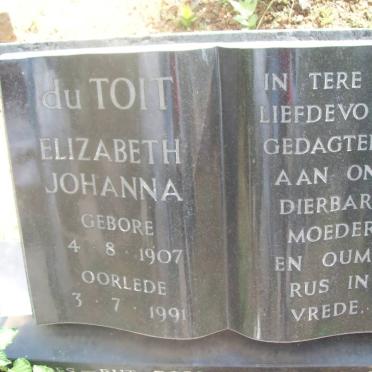 du TOIT
ELIZABETH
JOHANNA
GEBORE
4 · 8 · 1907
OORLEDE
3 · 7 · 1991
IN TERE
LIEFDEVO
GEDAGTE
AAN ON
DIERBAR
MOEDER
EN OUM
RUS IN
VREDE.